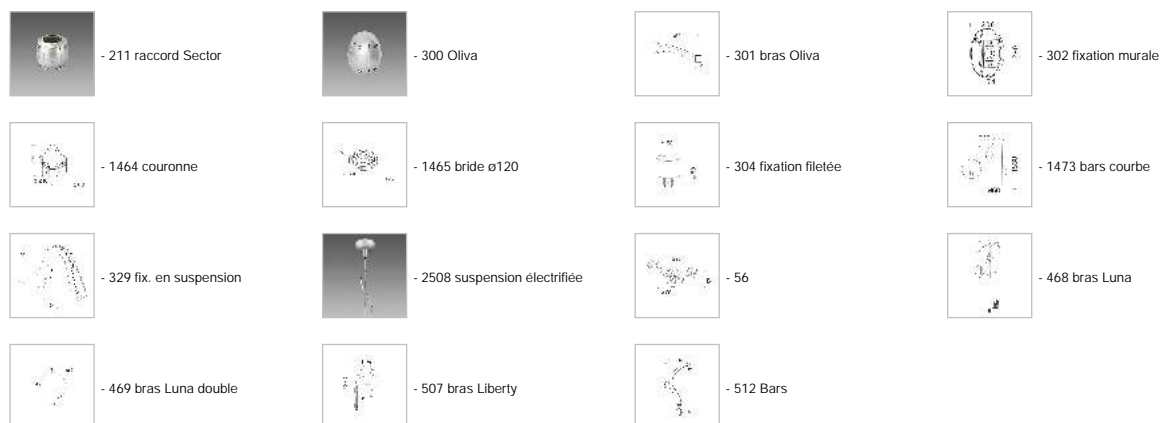 - 211 raccord Sector
- 300 Oliva
- 301 bras Oliva
- 302 fixation murale
- 1464 couronne
- 1465 bride ø120
- 304 fixation filetée
- 1473 bars courbe
- 329 fix. en suspension
- 2508 suspension électrifiée
- 56
- 468 bras Luna
- 469 bras Luna double
- 507 bras Liberty
- 512 Bars